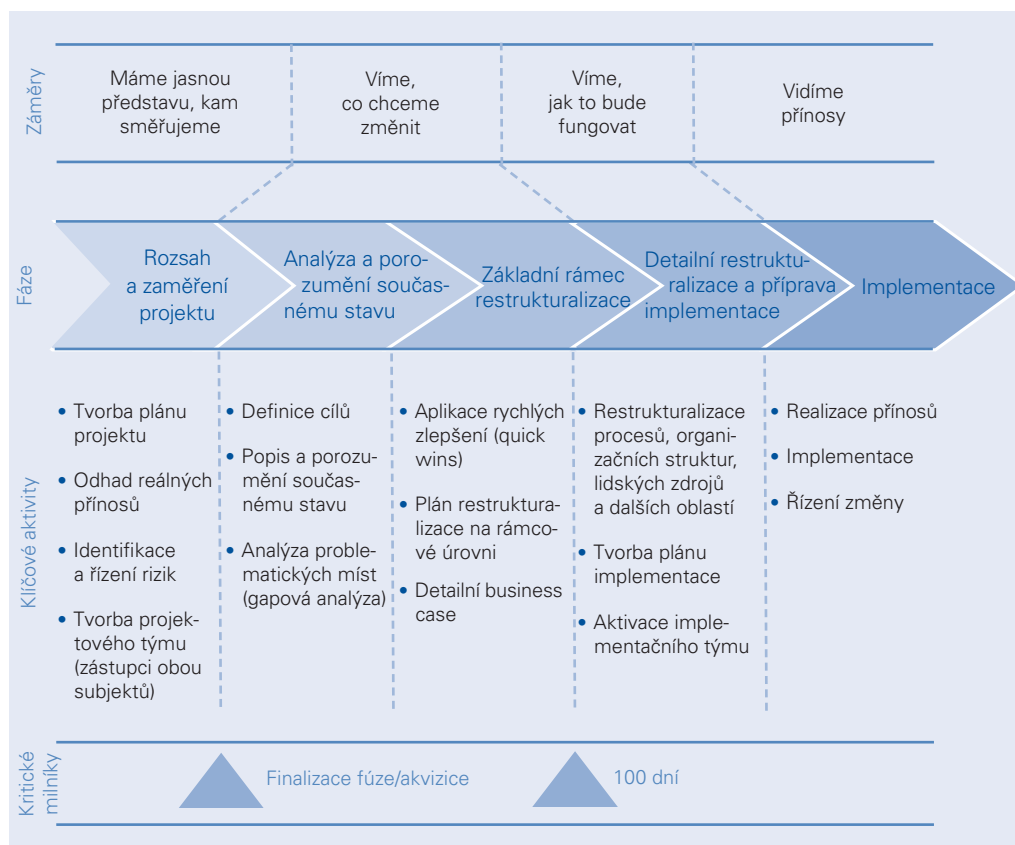 Záměry
Máme jasnou
představu, kam
směřujeme
Víme,
co chceme
změnit
Víme,
jak to bude
fungovat
Vidíme
přínosy
Fáze
Rozsah
a zaměření
projektu
Analýza a poro-
zumění součas-
nému stavu
Základní rámec
restrukturalizace
Detailní restruktu-
ralizace a příprava
implementace
Implementace
Klíčové aktivity
• Tvorba plánu
projektu
• Odhad reálných
přínosů
• Identifikace
a řízení rizik
• Tvorba projek-
tového týmu
(zástupci obou
subjektů)
• Definice cílů
• Popis a porozu-
mění součas-
nému stavu
• Analýza proble-
matických míst
(gapová analýza)
• Aplikace rychlých
zlepšení (quick
wins)
• Plán restruktura-
lizace na rámco-
vé úrovni
• Detailní business
case
• Restrukturalizace
procesů, organi-
začních struktur,
lidských zdrojů
a dalších oblastí
• Tvorba plánu
implementace
• Aktivace imple-
mentačního týmu
• Realizace přínosů
• Implementace
• Řízení změny
Kritické
milníky
Finalizace fúze/akvizice
100 dní